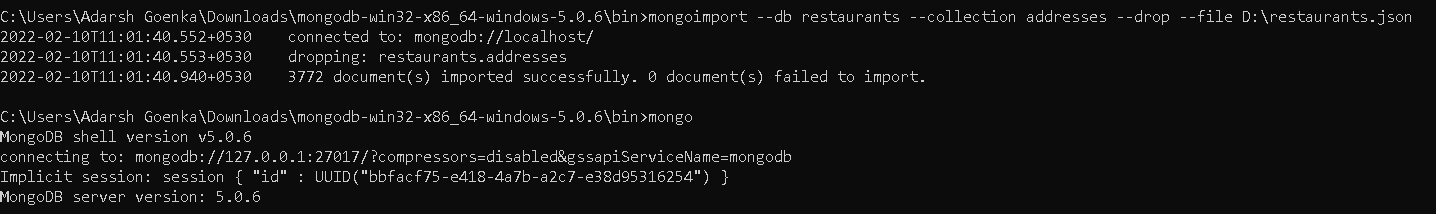 C:\Users\Adarsh Goenka\Downloads\mongodb-win32-x86_64-windows-5.0.6\bin>mongoimport --db restaurants --collection addresses --drop --file D:\restaurants.json
2022-02-10T11:01:40.552+0530    connected to: mongodb://localhost/
2022-02-10T11:01:40.553+0530    dropping: restaurants.addresses
2022-02-10T11:01:40.940+0530    3772 document(s) imported successfully. 0 document(s) failed to import.
C:\Users\Adarsh Goenka\Downloads\mongodb-win32-x86_64-windows-5.0.6\bin>mongo
MongoDB shell version v5.0.6
connecting to: mongodb://127.0.0.1:27017/?compressors=disabled&gssapiServiceName=mongodb
Implicit session: session { "id" : UUID("bbfacf75-e418-4a7b-a2c7-e38d95316254") }
MongoDB server version: 5.0.6